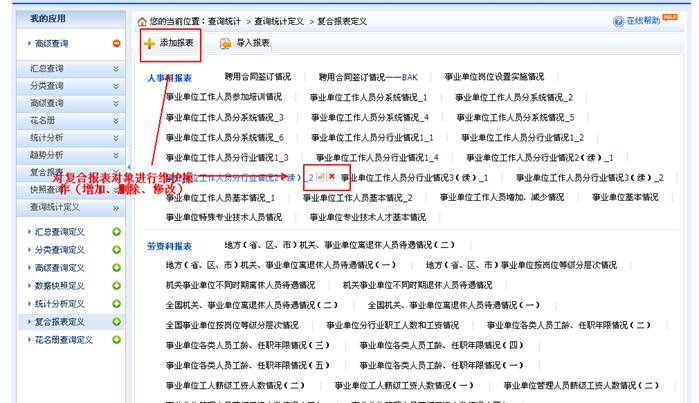 我的应用
您的当前位置：查询统计 > 查询统计定义 > 复合报表定义
在线帮助 HELP
高级查询
添加报表 导入报表
汇总查询
分类查询
高级查询
花名册
统计分析
趋势分析
复合报表
快照查询
查询统计定义
汇总查询定义
分类查询定义
高级查询定义
数据快照定义
统计分析定义
复合报表定义
花名册查询定义
人事科报表 聘用合同签订情况 聘用合同签订情况——BAK 事业单位岗位设置实施情况
事业单位工作人员参加培训情况 事业单位工作人员分系统情况_1 事业单位工作人员分系统情况_2
事业单位工作人员分系统情况_3 事业单位工作人员分系统情况_4 事业单位工作人员分系统情况_5
事业单位工作人员分系统情况_6 事业单位工作人员分行业情况1_1 事业单位工作人员分行业情况1_2
事业单位工作人员分行业情况1_3 事业单位工作人员分行业情况1_4 事业单位工作人员分行业情况2(续)_1
事业单位工作人员分行业情况2(续)_2 事业单位工作人员分行业情况3(续)_1 事业单位工作人员分行业情况3(续)_2
对复合报表对象进行维护操
作（增加、删除、修改）
事业单位工作人员基本情况_1 事业单位工作人员基本情况_2 事业单位工作人员增加、减少情况 事业单位基本情况
事业单位特殊专业技术人员情况 事业单位专业技术人才基本情况
劳资科报表 地方(省、区、市)机关、事业单位离退休人员待遇情况(二)
地方(省、区、市)机关、事业单位离退休人员待遇情况(一) 地方(省、区、市)事业单位按岗位等级分层次情况
机关事业单位不同时期离休人员待遇情况 机关事业单位不同时期退休人员待遇情况
全国机关、事业单位离退休人员待遇情况(二) 全国机关、事业单位离退休人员待遇情况(一)
全国事业单位按岗位等级分层次情况 事业单位分行业职工人数和工资情况 事业单位各类人员工龄、任职年限情况(二)
事业单位各类人员工龄、任职年限情况(三) 事业单位各类人员工龄、任职年限情况(四)
事业单位各类人员工龄、任职年限情况(五) 事业单位各类人员工龄、任职年限情况(一)
事业单位工人薪级工资人数情况(二) 事业单位工人薪级工资人数情况(一) 事业单位管理人员薪级工资人数情况(二)